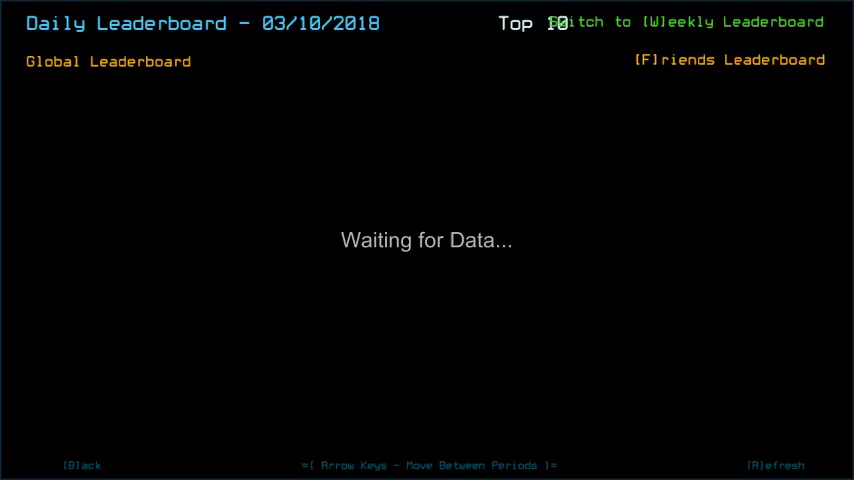 Daily Leaderboard - 03/10/2018
Top 10
Switch to [W]eekly Leaderboard
Global Leaderboard
[F]riends Leaderboard
Waiting for Data...
[B]ack
=[ Arrow Keys - Move Between Periods ]=
[R]efresh